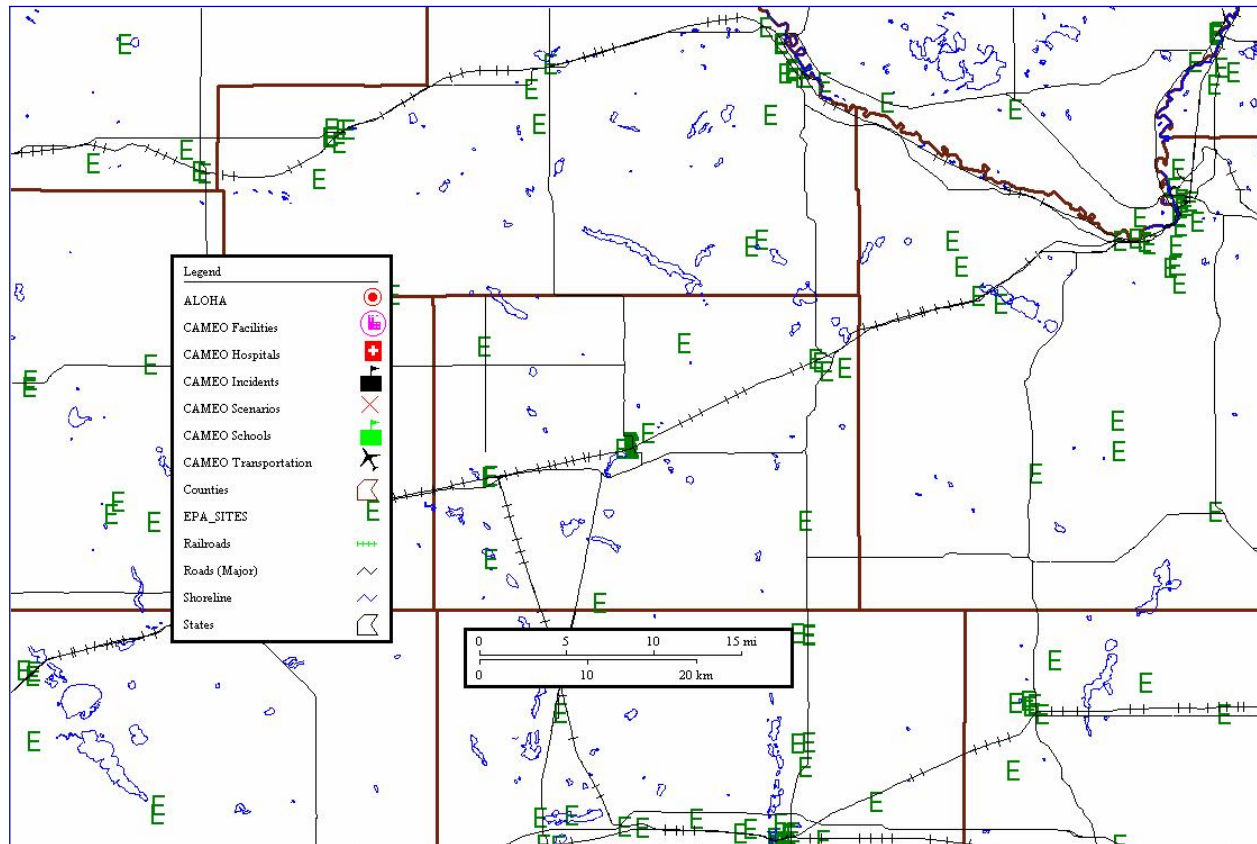 Legend
ALOHA
CAMEO Facilities
CAMEO Hospitals
CAMEO Incidents
CAMEO Scenarios
CAMEO Schools
CAMEO Transportation
Counties
EPA_SITES E
Railroads
Roads (Major)
Shoreline
States
0 5 10 15 mi
0 10 20 km